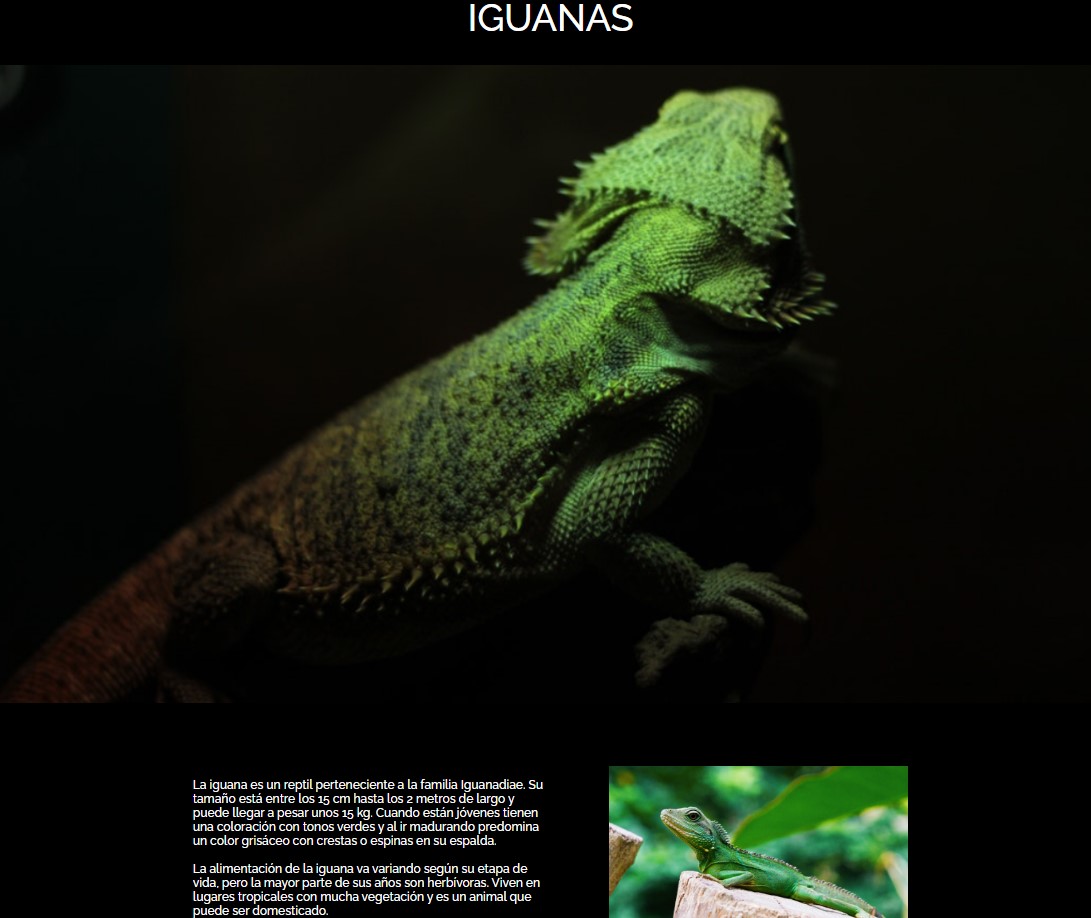 IGUANAS
La iguana es un reptil perteneciente a la familia Iguanadiae. Su
tamaño está entre los 15 cm hasta los 2 metros de largo y
puede llegar a pesar unos 15 kg. Cuando están jóvenes tienen
una coloración con tonos verdes y al ir madurando predomina
un color grisáceo con crestas o espinas en su espalda.
La alimentación de la iguana va variando según su etapa de
vida, pero la mayor parte de sus años son herbívoras. Viven en
lugares tropicales con mucha vegetación y es un animal que
puede ser domesticado.